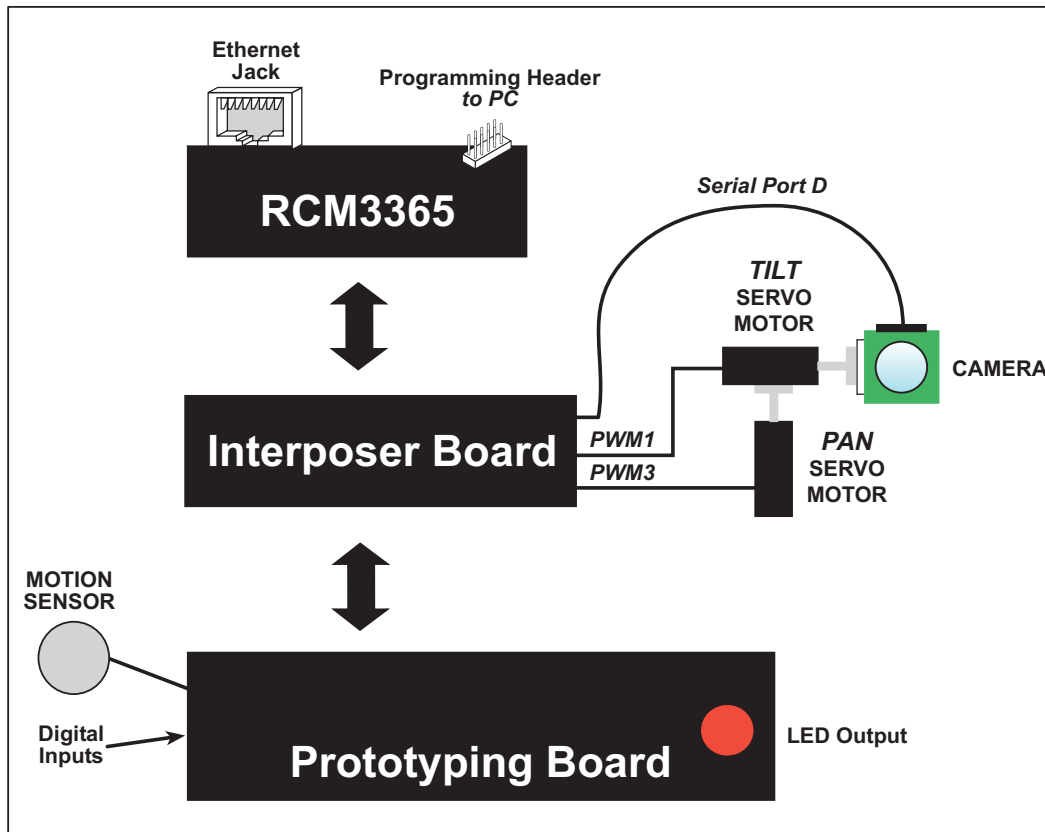 Ethernet
Jack
Programming Header
to PC
RCM3365
Serial Port D
TILT
SERVO
MOTOR
CAMERA
Interposer Board
PWM1
PWM3
PAN
SERVO
MOTOR
MOTION
SENSOR
Digital
Inputs
Prototyping Board
LED Output